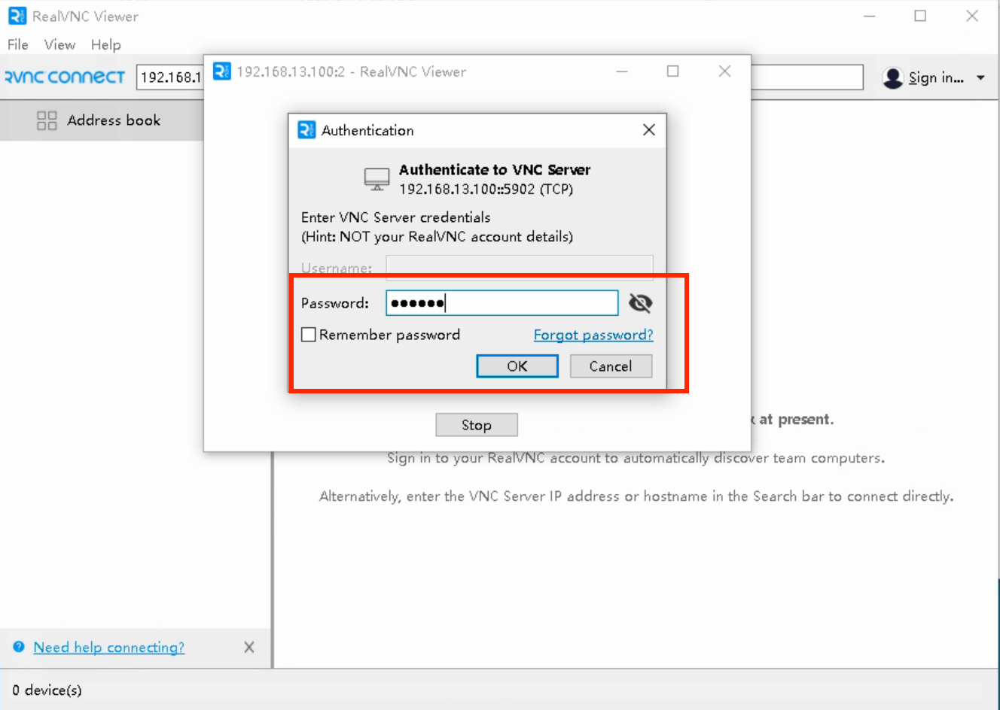 RealVNC Viewer
File View Help
RVNC CONNECT 192.168.1
192.168.13.100:2 - RealVNC Viewer
Sign in...
Address book
Authentication
Authenticate to VNC Server
192.168.13.100::5902 (TCP)
Enter VNC Server credentials
(Hint: NOT your RealVNC account details)
Username:
Password: ●●●●●●
Remember password Forgot password?
OK Cancel
Stop
at present.
Sign in to your RealVNC account to automatically discover team computers.
Alternatively, enter the VNC Server IP address or hostname in the Search bar to connect directly.
Need help connecting?
0 device(s)